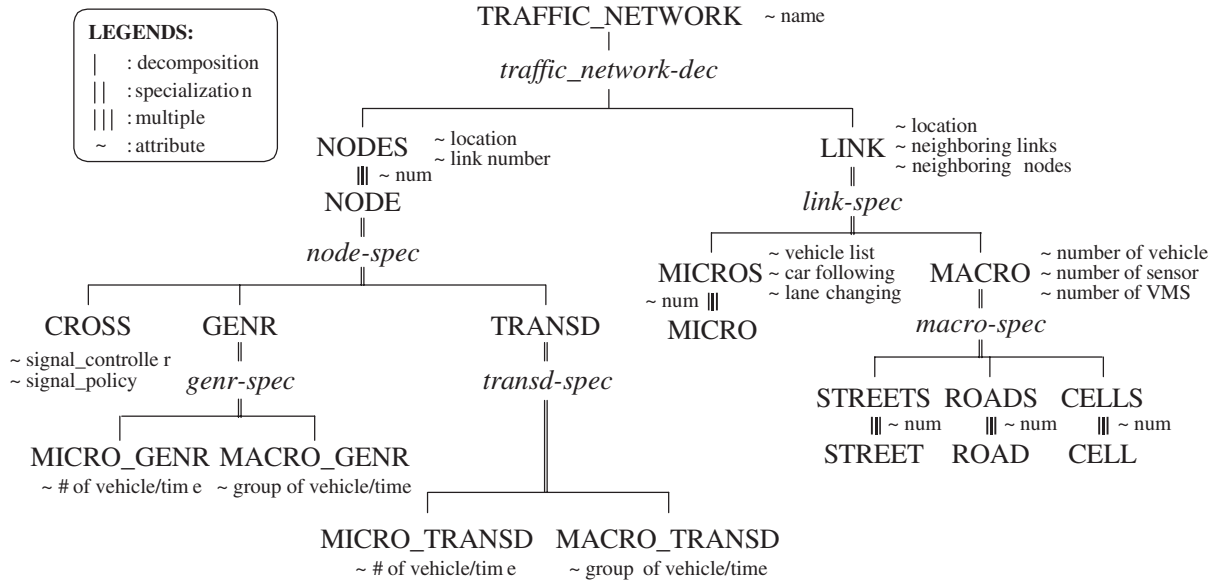 TRAFFIC_NETWORK ~ name
LEGENDS:
| : decomposition
|| : specialization
||| : multiple
~ : attribute
traffic_network-dec
NODES
~ location
~ link number
||| ~ num
NODE
node-spec
LINK
~ location
~ neighboring links
~ neighboring nodes
link-spec
CROSS
~ signal_controller
~ signal_policy
GENR
genr-spec
MICRO_GENR
~ # of vehicle/time
MACRO_GENR
~ group of vehicle/time
TRANSD
transd-spec
MICRO_TRANSD
~ # of vehicle/time
MACRO_TRANSD
~ group of vehicle/time
MICROS
~ vehicle list
~ car following
~ lane changing
~ num |||
MICRO
MACRO
~ number of vehicle
~ number of sensor
~ number of VMS
macro-spec
STREETS ROADS CELLS
||| ~ num ||| ~ num ||| ~ num
STREET ROAD CELL